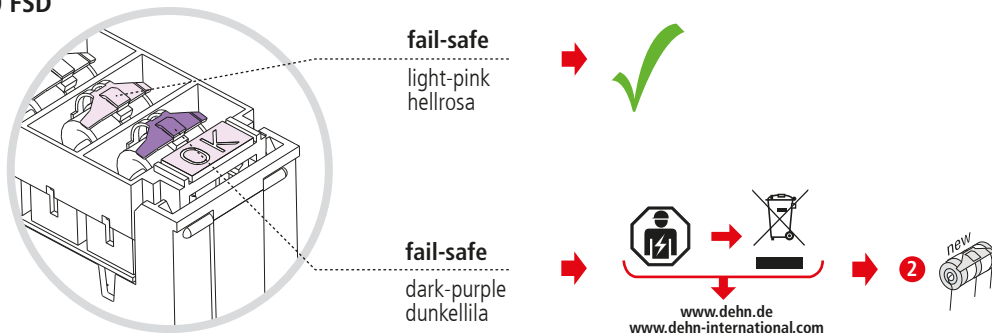 FSD
fail-safe
light-pink
hellrosa
OK
fail-safe
dark-purple
dunkellila
2
new
www.dehn.de
www.dehn-international.com